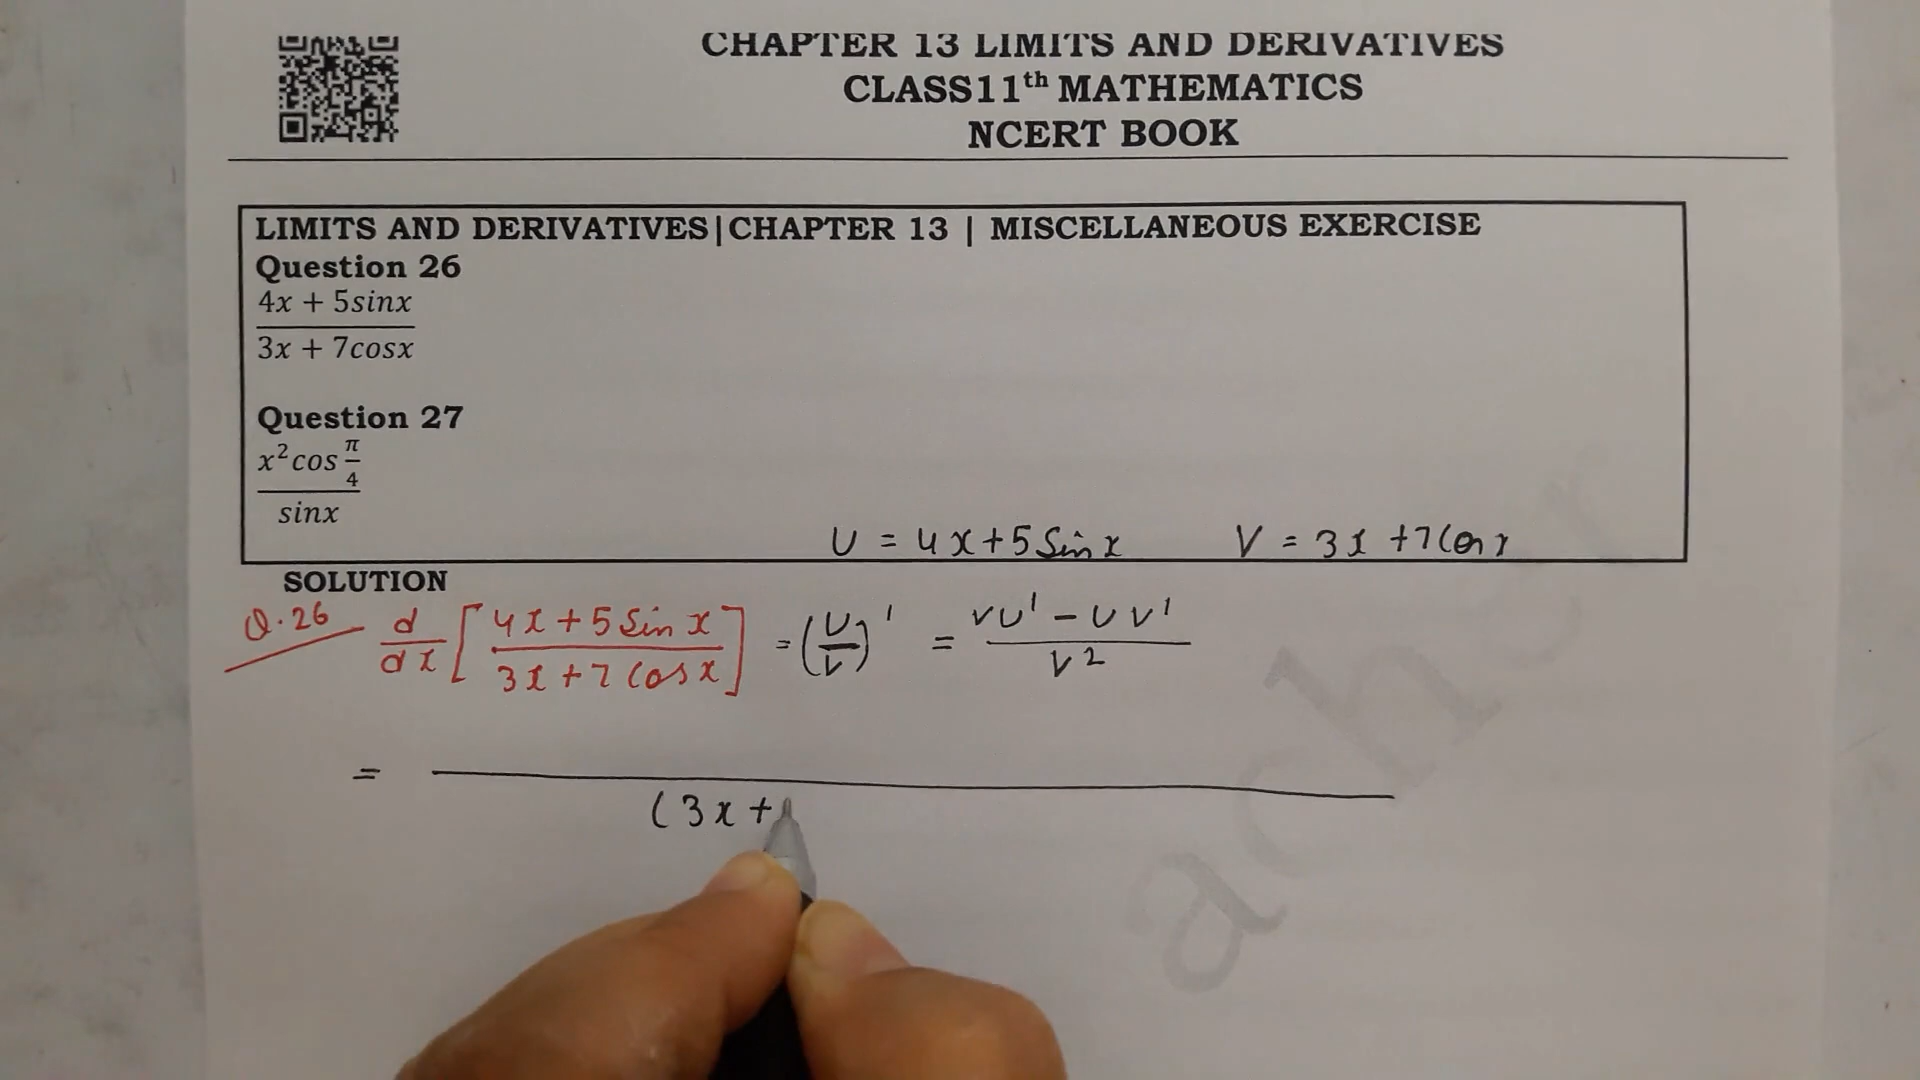 CHAPTER 13 LIMITS AND DERIVATIVES
CLASS11th MATHEMATICS
NCERT BOOK
LIMITS AND DERIVATIVES|CHAPTER 13 | MISCELLANEOUS EXERCISE
Question 26
4x + 5sinx
3x + 7cosx
Question 27
x²cos π/4
sinx
U = 4x+5 Sin x V = 3x +7 Cos x
SOLUTION
Q.26 d/dx [4x+5 Sin x / 3x+7 Cos x] = (U/V)' = VU' - UV' / V²
=
(3x+
acher